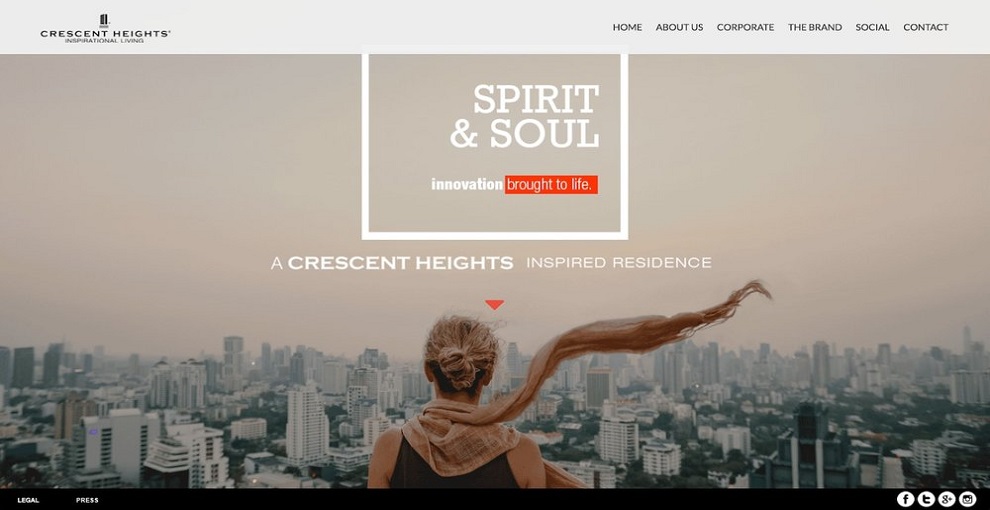 CRESCENT HEIGHTS®
INSPIRATIONAL LIVING
HOME ABOUT US CORPORATE THE BRAND SOCIAL CONTACT
SPIRIT
& SOUL
innovation brought to life.
A CRESCENT HEIGHTS INSPIRED RESIDENCE
LEGAL PRESS